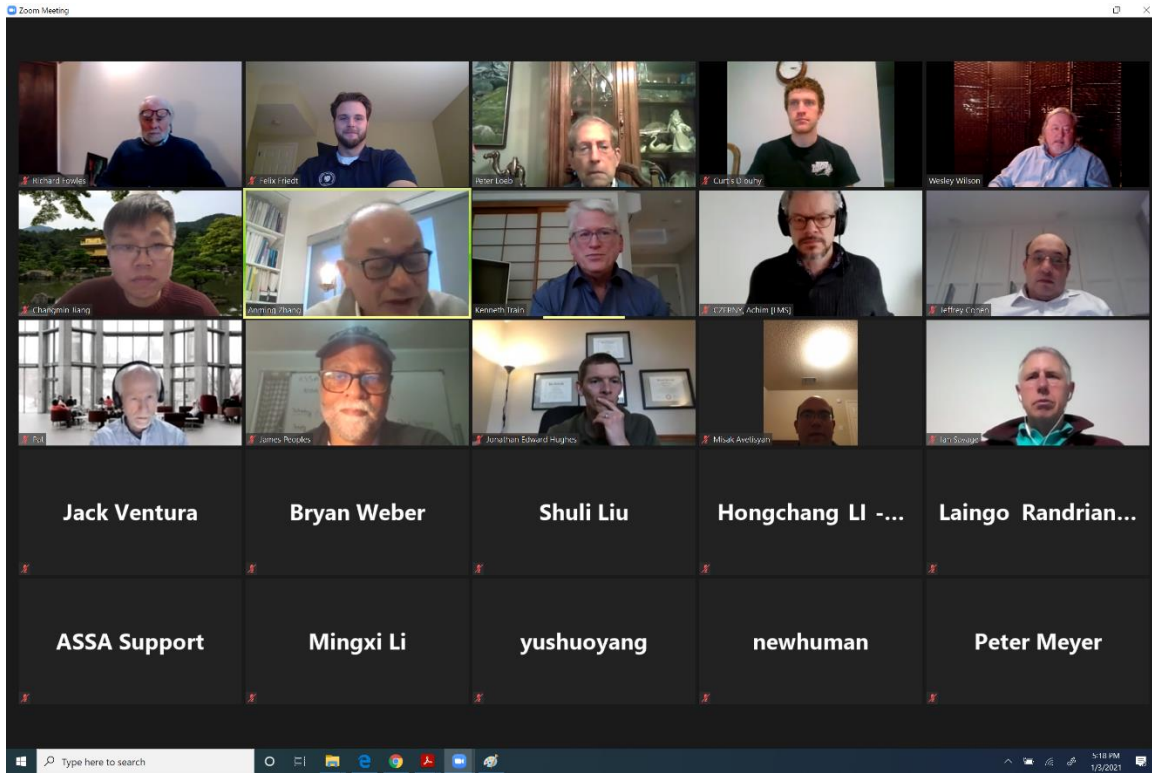 Zoom Meeting
Richard Fowles
Felix Friedt
Peter Loeb
Curtis Dlouhy
Wesley Wilson
Changmin Jiang
Anming Zhang
Kenneth Train
CZERNY, Achim [LMS]
Jeffrey Cohen
Pat
James Peoples
Jonathan Edward Hughes
Misak Avetisyan
Ian Savage
Jack Ventura
Bryan Weber
Shuli Liu
Hongchang LI -...
Laingo Randrian...
ASSA Support
Mingxi Li
yushuoyang
newhuman
Peter Meyer
Type here to search
5:18 PM
1/3/2021